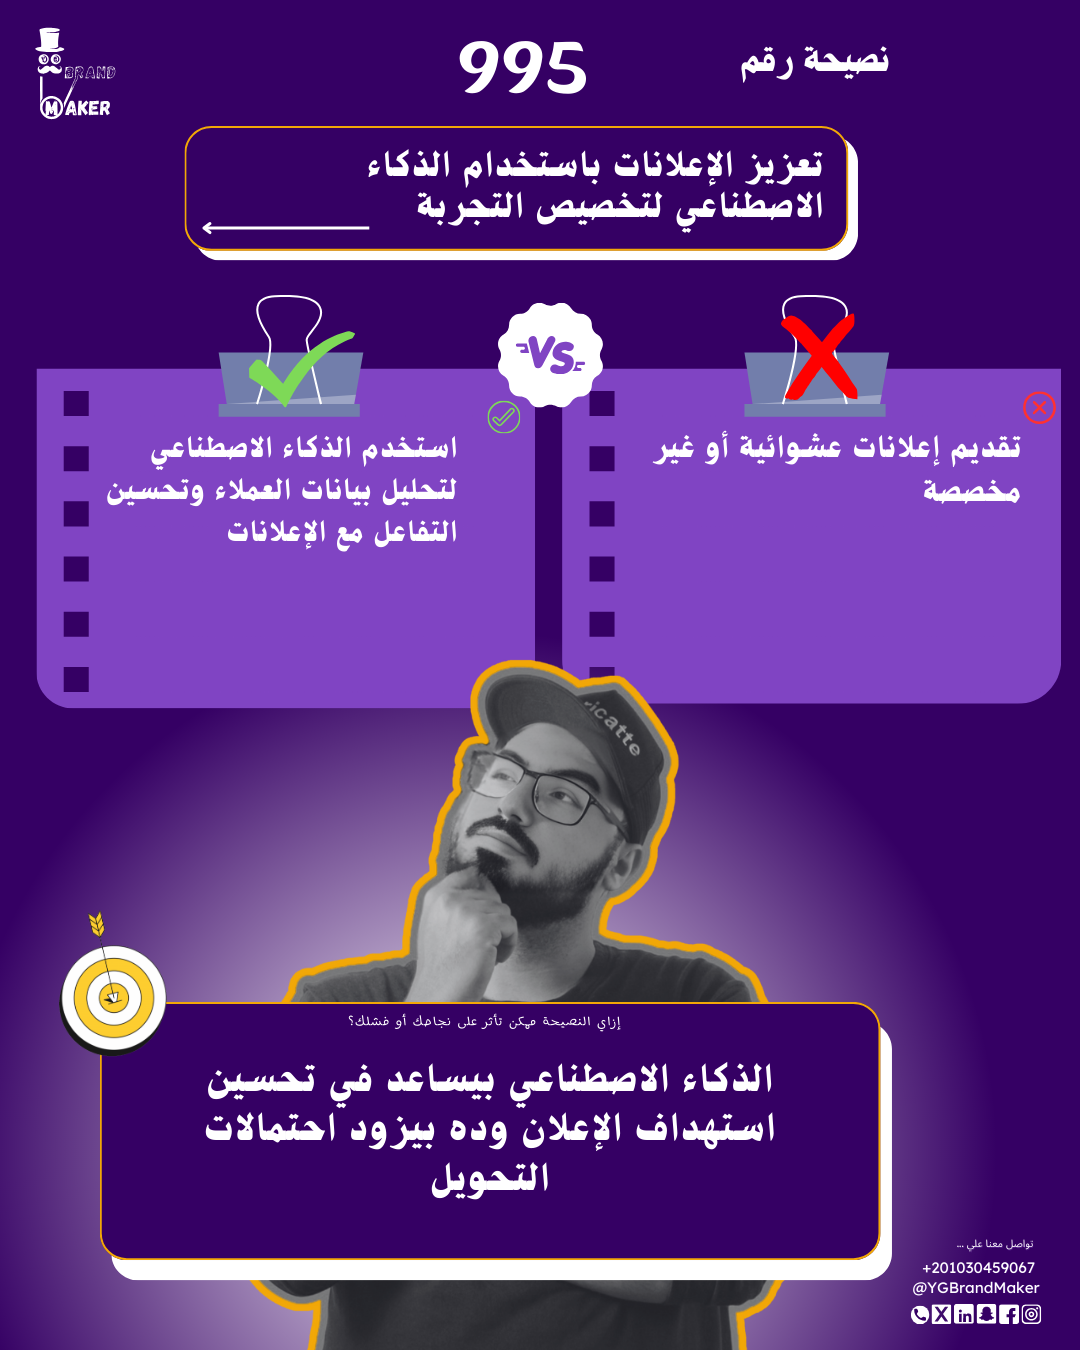 BRAND
MAKER
نصيحة رقم
995
تعزيز الإعلانات باستخدام الذكاء
الاصطناعي لتخصيص التجربة
VS
تقديم إعلانات عشوائية أو غير
مخصصة
استخدم الذكاء الاصطناعي
لتحليل بيانات العملاء وتحسين
التفاعل مع الإعلانات
icatte
إزاي النصيحة ممكن تأثر على نجاحك أو فشلك؟
الذكاء الاصطناعي بيساعد في تحسين
استهداف الإعلان وده بيزود احتمالات
التحويل
تواصل معنا علي ...
+201030459067
@YGBrandMaker